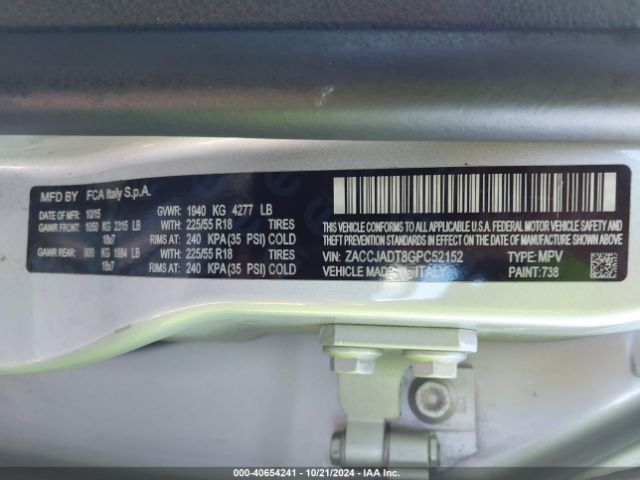 MFD BY FCA Italy S.p.A.
DATE OF MFR 10/15 GVWR: 1940 KG 4277 LB
GAWR FRONT: 1050 KG 2315 LB WITH: 225/55 R18 TIRES
18x7 RIMS AT: 240 KPA(35 PSI) COLD
GAWR REAR: 900 KG 1984 LB WITH: 225/55 R18 TIRES
18x7 RIMS AT: 240 KPA(35 PSI) COLD
THIS VEHICLE CONFORMS TO ALL APPLICABLE U.S.A. FEDERAL MOTOR VEHICLE SAFETY
BUMPER, AND THEFT PREVENTION STANDARDS IN EFFECT ON THE DATE OF MANUFACTURE SHOWN ABOVE.
VIN: ZACCJADT8GPC52152 TYPE: MPV
VEHICLE MADE IN ITALY PAINT: 738
000-40654241 - 10/21/2024 - IAA Inc.